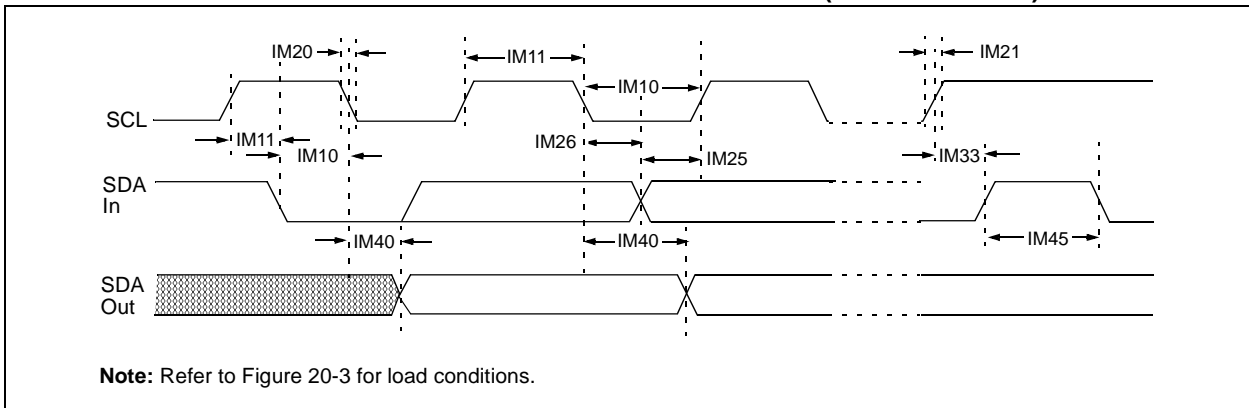 IM20
IM11
IM21
IM10
SCL
IM11
IM26
IM10
IM25
IM33
SDA
In
IM40
IM40
IM45
SDA
Out
Note: Refer to Figure 20-3 for load conditions.